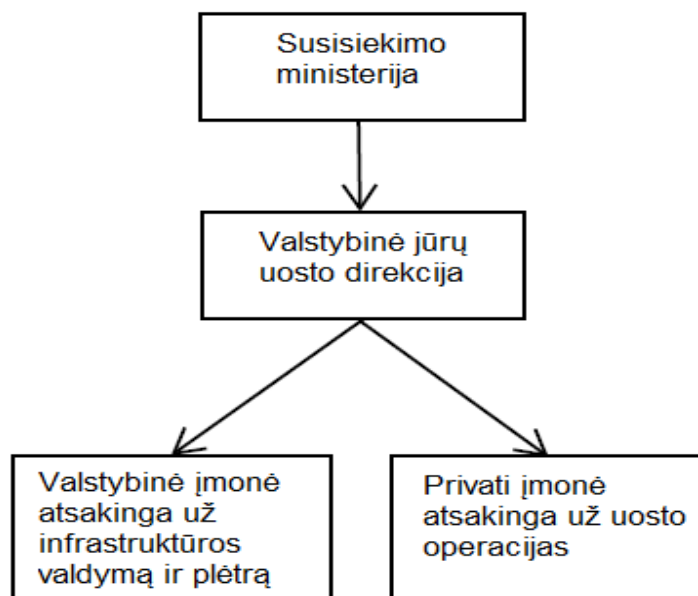 Susisiekimo
ministerija
Valstybinė jūrų
uosto direkcija
Valstybinė įmonė
atsakinga už
infrastruktūros
valdymą ir plėtrą
Privati įmonė
atsakinga už uosto
operacijas